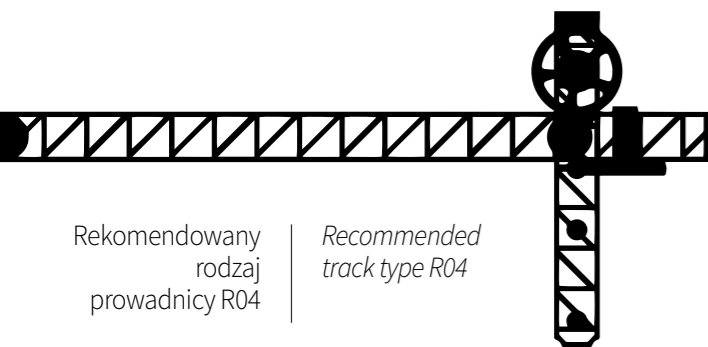 Rekomendowany
rodzaj
prowadnicy R04
Recommended
track type R04